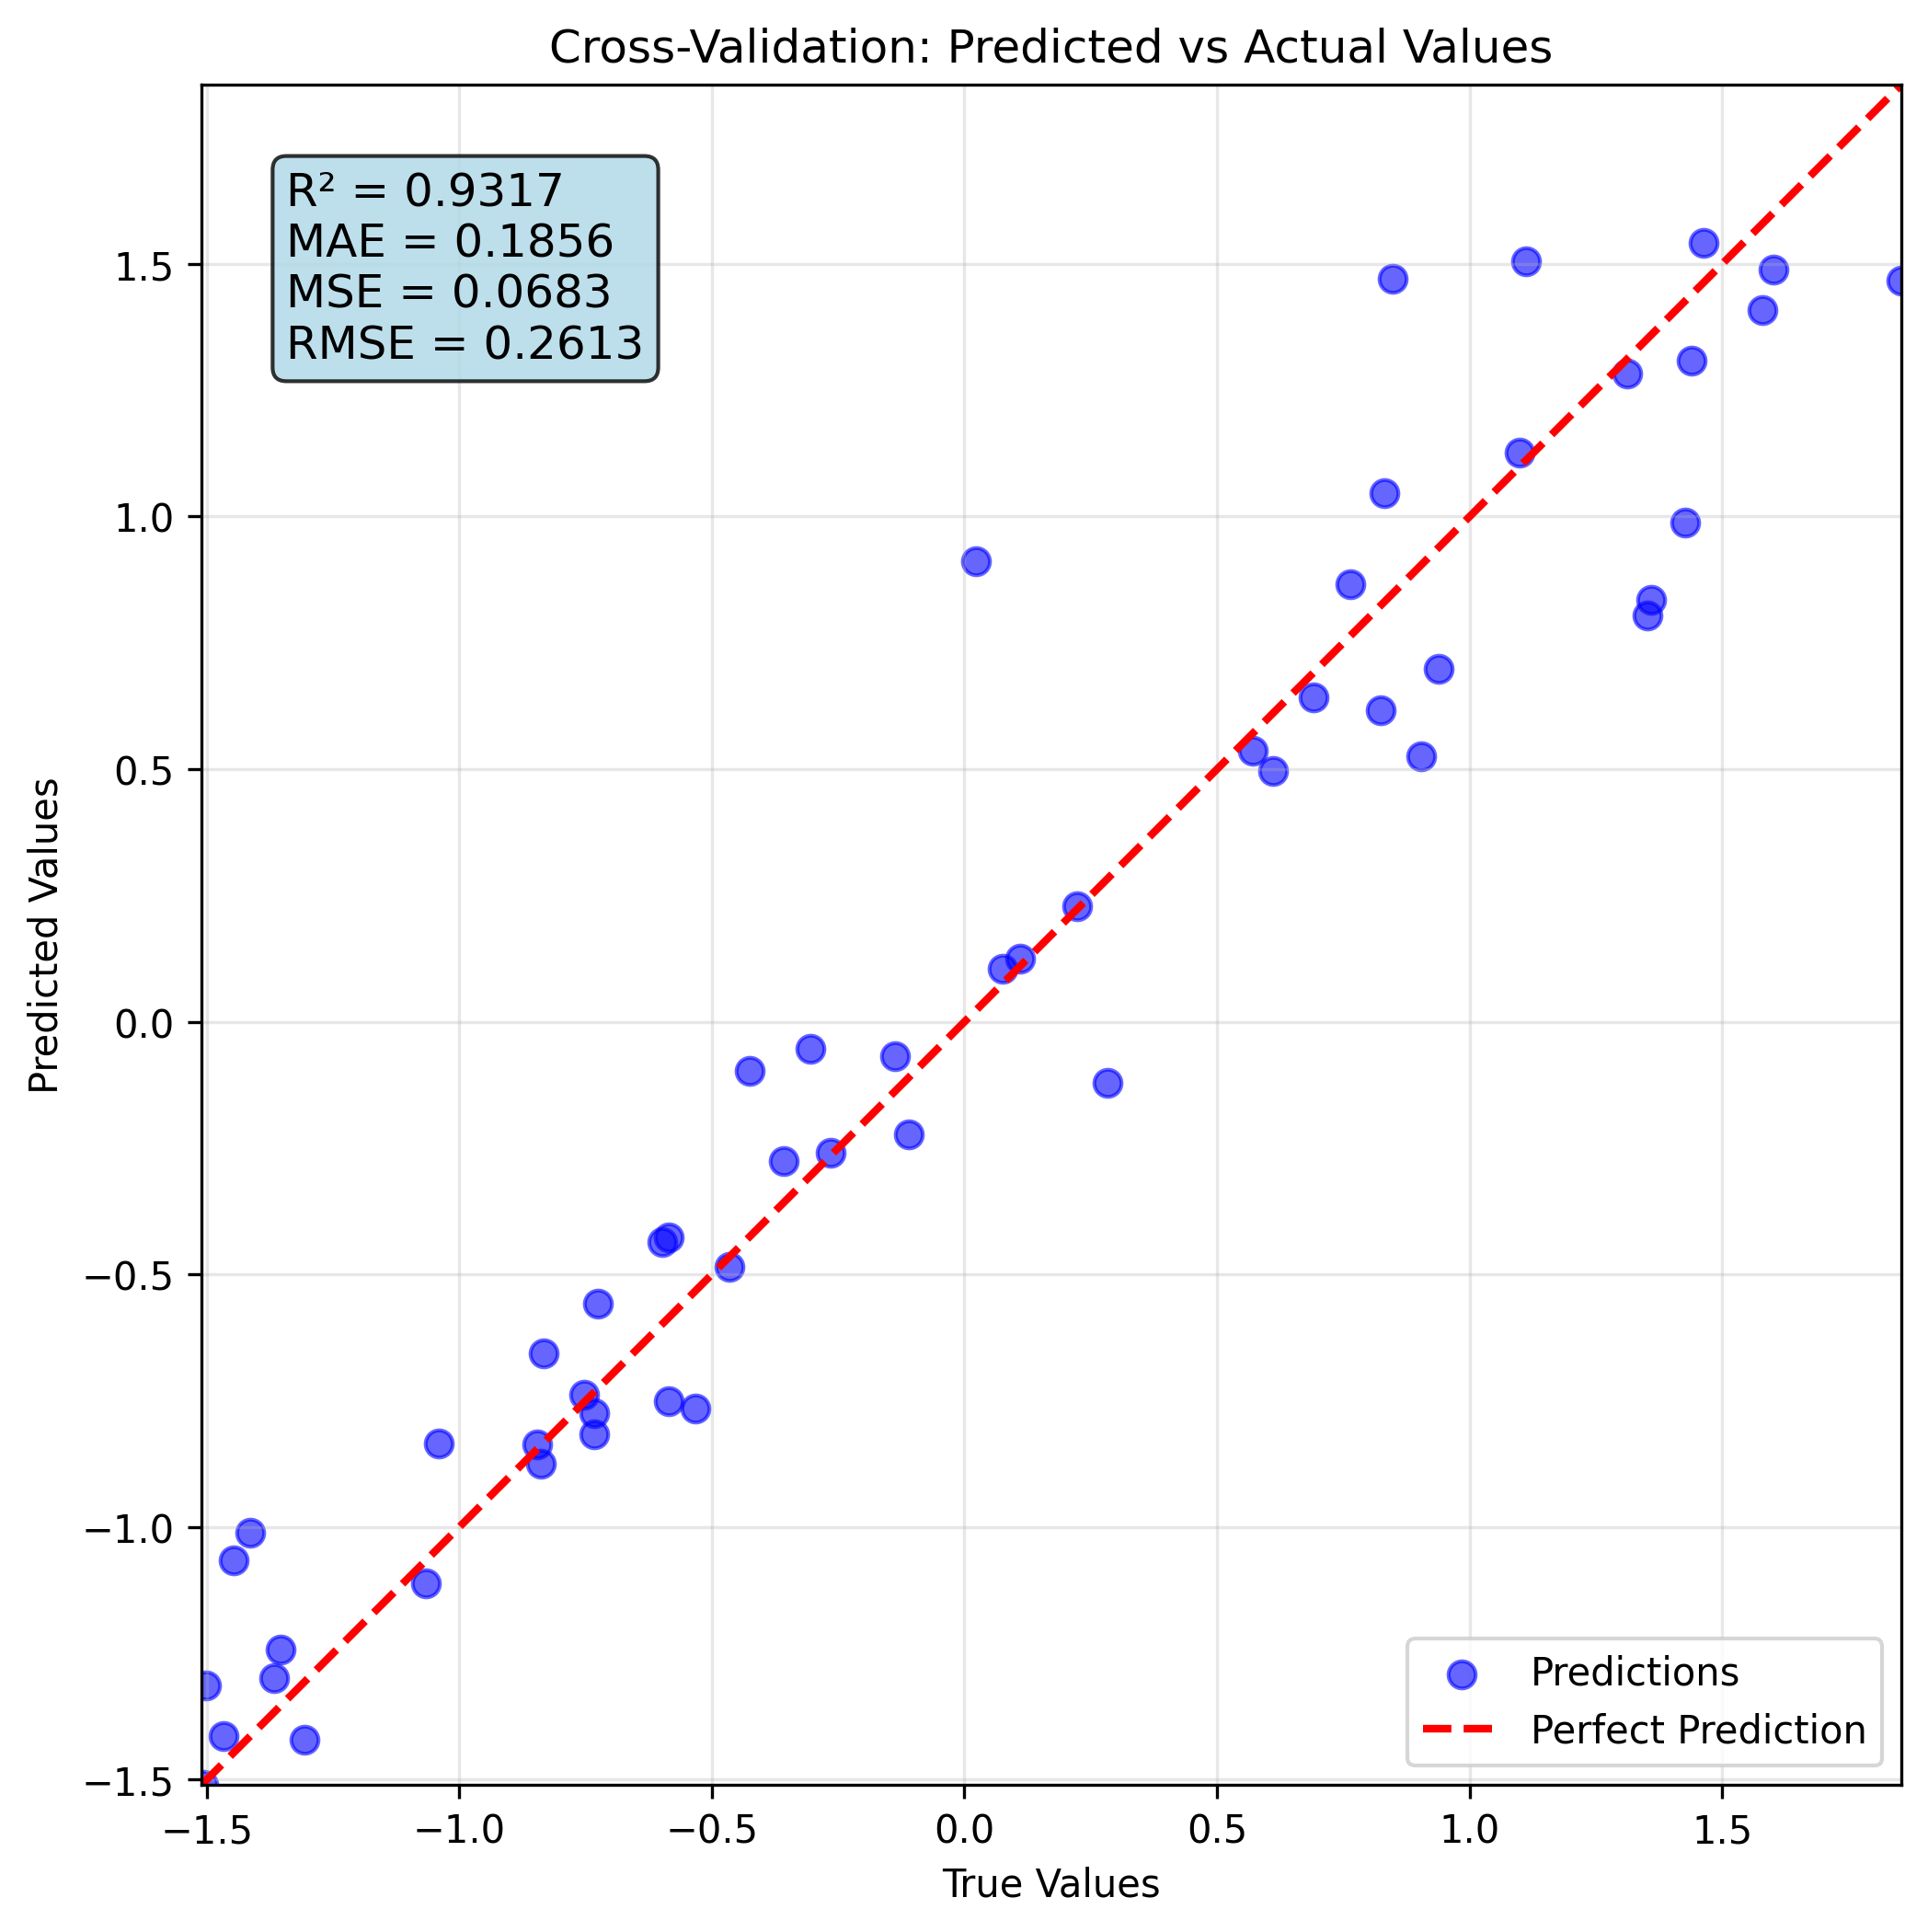 Cross-Validation: Predicted vs Actual Values
R² = 0.9317
MAE = 0.1856
MSE = 0.0683
RMSE = 0.2613
1.5
1.0
0.5
0.0
−0.5
−1.0
−1.5
Predicted Values
Predictions
Perfect Prediction
−1.5 −1.0 −0.5 0.0 0.5 1.0 1.5
True Values